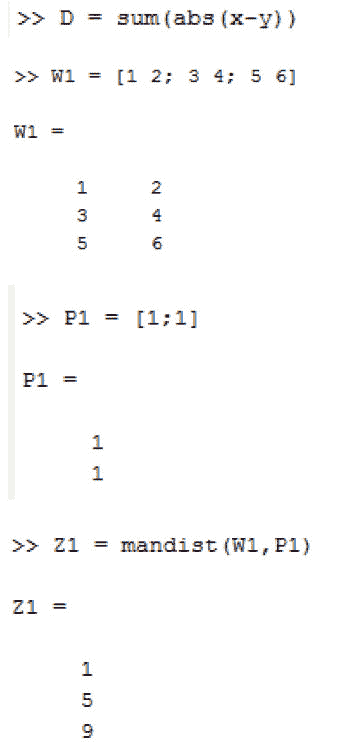 >> D = sum(abs(x-y))
>> W1 = [1 2; 3 4; 5 6]
W1 =
1 2
3 4
5 6
>> P1 = [1;1]
P1 =
1
1
>> Z1 = mandist(W1,P1)
Z1 =
1
5
9